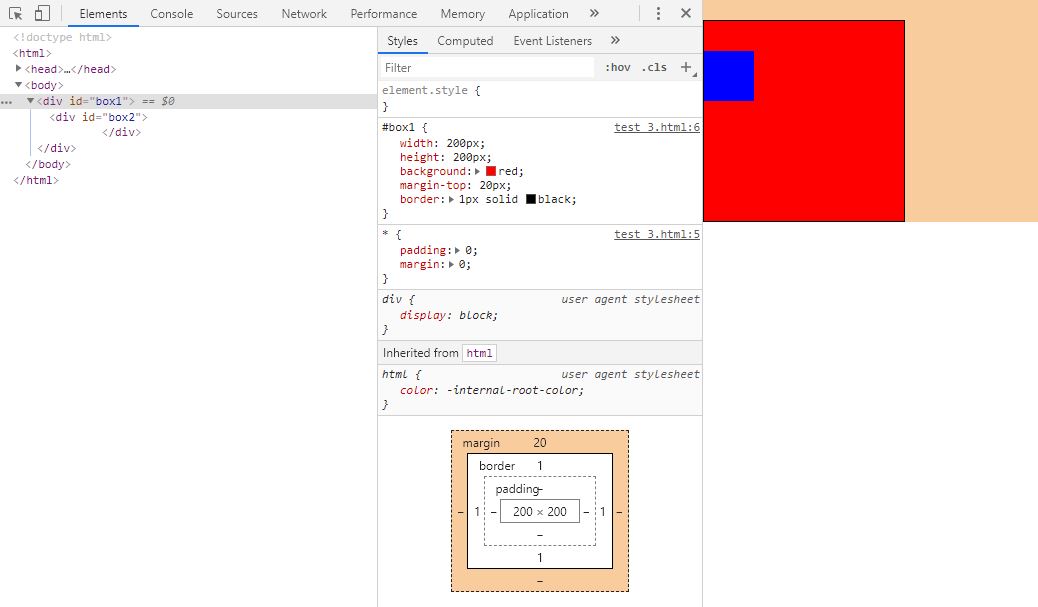 Elements Console Sources Network Performance Memory Application »
<!doctype html>
<html>
<head>…</head>
<body>
<div id="box1"> == $0
<div id="box2">
</div>
</div>
</body>
</html>
Styles Computed Event Listeners »
Filter :hov .cls +
element.style {
}
#box1 { test 3.html:6
width: 200px;
height: 200px;
background: red;
margin-top: 20px;
border: 1px solid black;
}
* { test 3.html:5
padding: 0;
margin: 0;
}
div { user agent stylesheet
display: block;
}
Inherited from html
html { user agent stylesheet
color: -internal-root-color;
}
margin 20
border 1
padding –
– 1 – 200 × 200 – 1 –
–
1
–